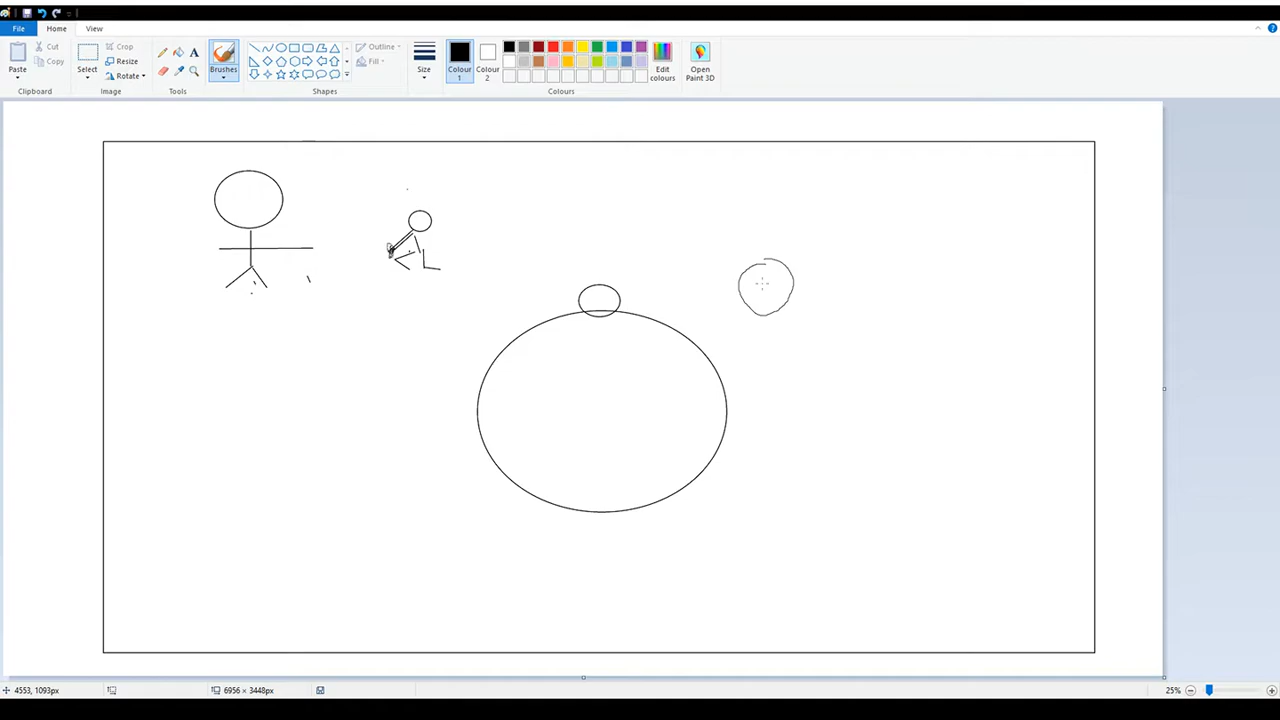 File Home View
Paste
Cut
Copy
Clipboard
Select
Crop
Resize
Rotate
Image
A
Tools
Brushes
Outline
Fill
Shapes
Size
Colour
1
Colour
2
Edit
colours
Colours
Open
Paint 3D
4553, 1093px
6956 × 3448px
25%